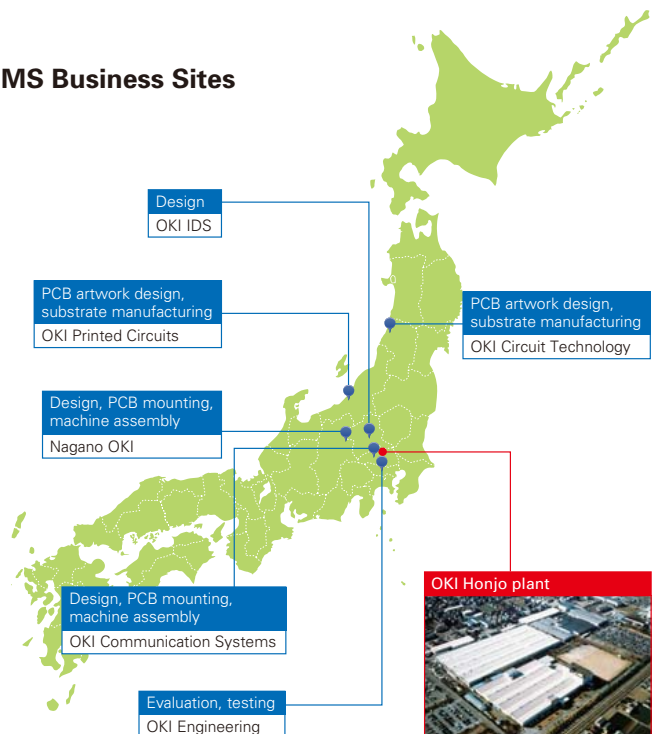 MS Business Sites
Design
OKI IDS
PCB artwork design,
substrate manufacturing
OKI Printed Circuits
PCB artwork design,
substrate manufacturing
OKI Circuit Technology
Design, PCB mounting,
machine assembly
Nagano OKI
Design, PCB mounting,
machine assembly
OKI Communication Systems
OKI Honjo plant
Evaluation, testing
OKI Engineering